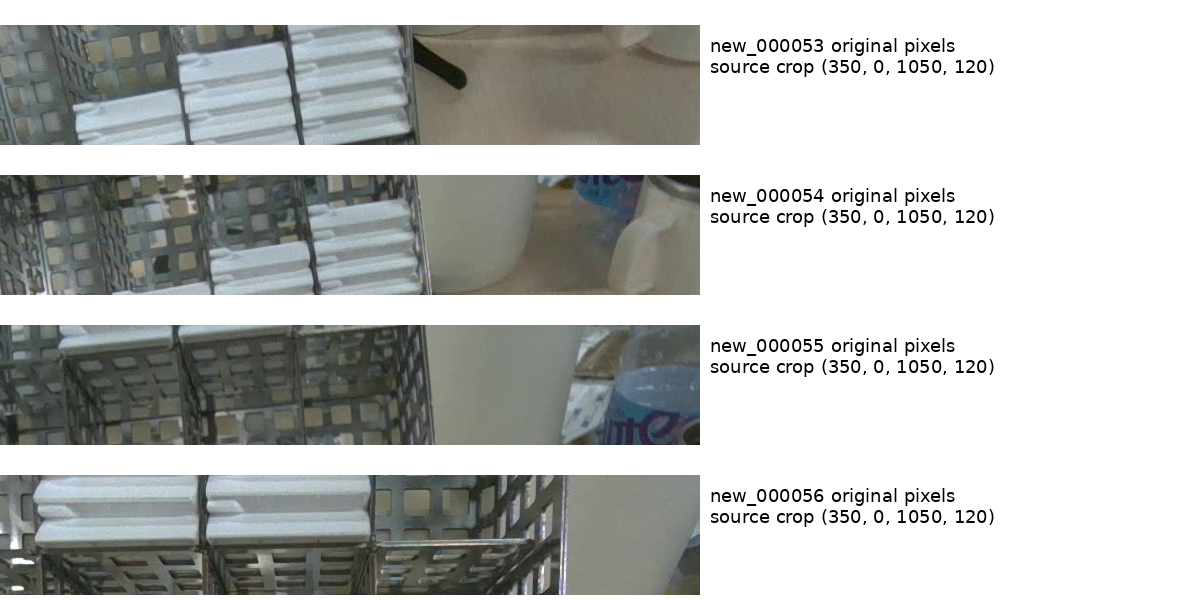 new_000053 original pixels
source crop (350, 0, 1050, 120)
new_000054 original pixels
source crop (350, 0, 1050, 120)
new_000055 original pixels
source crop (350, 0, 1050, 120)
new_000056 original pixels
source crop (350, 0, 1050, 120)